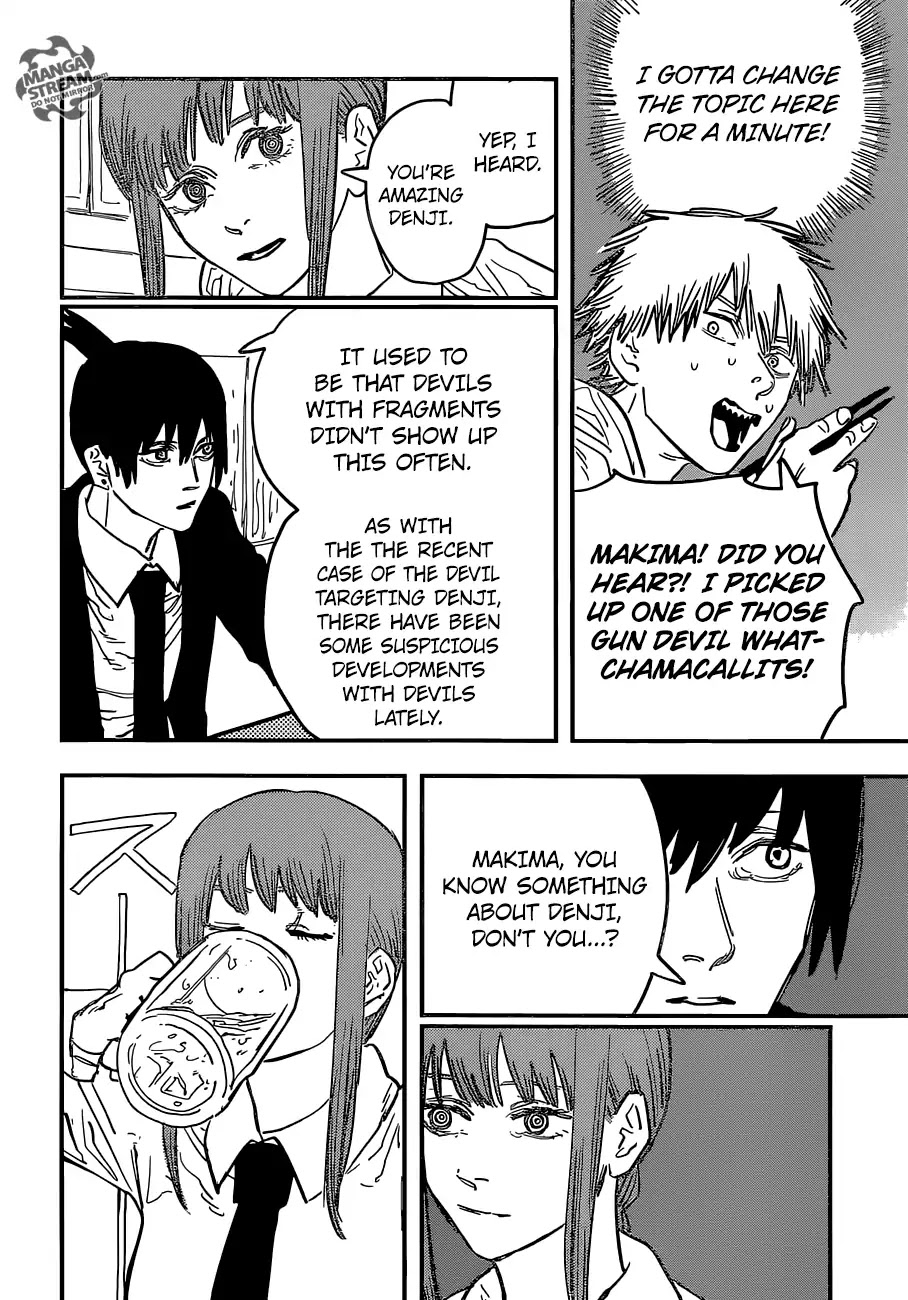 MANGA
STREAM.com
DO NOT MIRROR!
I GOTTA CHANGE
THE TOPIC HERE
FOR A MINUTE!
MAKIMA! DID YOU
HEAR?! I PICKED
UP ONE OF THOSE
GUN DEVIL WHAT-
CHAMACALLITS!
YEP, I
HEARD.
YOU'RE
AMAZING
DENJI.
IT USED TO
BE THAT DEVILS
WITH FRAGMENTS
DIDN'T SHOW UP
THIS OFTEN.
AS WITH
THE THE RECENT
CASE OF THE DEVIL
TARGETING DENJI,
THERE HAVE BEEN
SOME SUSPICIOUS
DEVELOPMENTS
WITH DEVILS
LATELY.
MAKIMA, YOU
KNOW SOMETHING
ABOUT DENJI,
DON'T YOU...?
ス